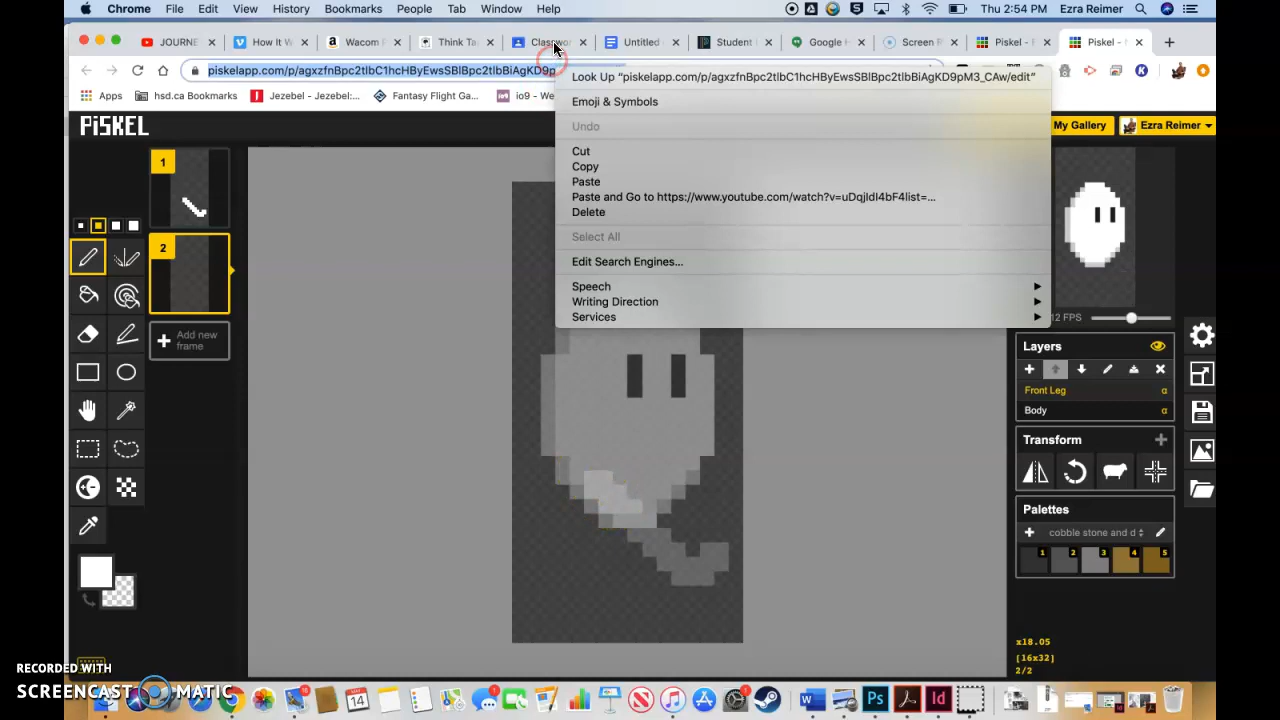 Chrome File Edit View History Bookmarks People Tab Window Help Thu 2:54 PM Ezra Reimer
JOURNE How It W Wacom Think Ta Classwo Untitled Student Google H Screen R Piskel - Piskel -
piskelapp.com/p/agxzfnBpc2tlbC1hcHByEwsSBlBpc2tlbBiAgKD9p
Apps hsd.ca Bookmarks Jezebel - Jezebel:... Fantasy Flight Ga... io9 - We
Look Up “piskelapp.com/p/agxzfnBpc2tlbC1hcHByEwsSBlBpc2tlbBiAgKD9pM3_CAw/edit”
Emoji & Symbols
Undo
Cut
Copy
Paste
Paste and Go to https://www.youtube.com/watch?v=uDqjIdI4bF4list=...
Delete
Select All
Edit Search Engines...
Speech
Writing Direction
Services
PiSKEL
My Gallery Ezra Reimer
1
2
Add new
frame
12 FPS
Layers
Front Leg α
Body α
Transform
Palettes
cobble stone and d
1 2 3 4 5
x18.05
[16x32]
2/2
RECORDED WITH
SCREENCAST MATIC
MAY
14